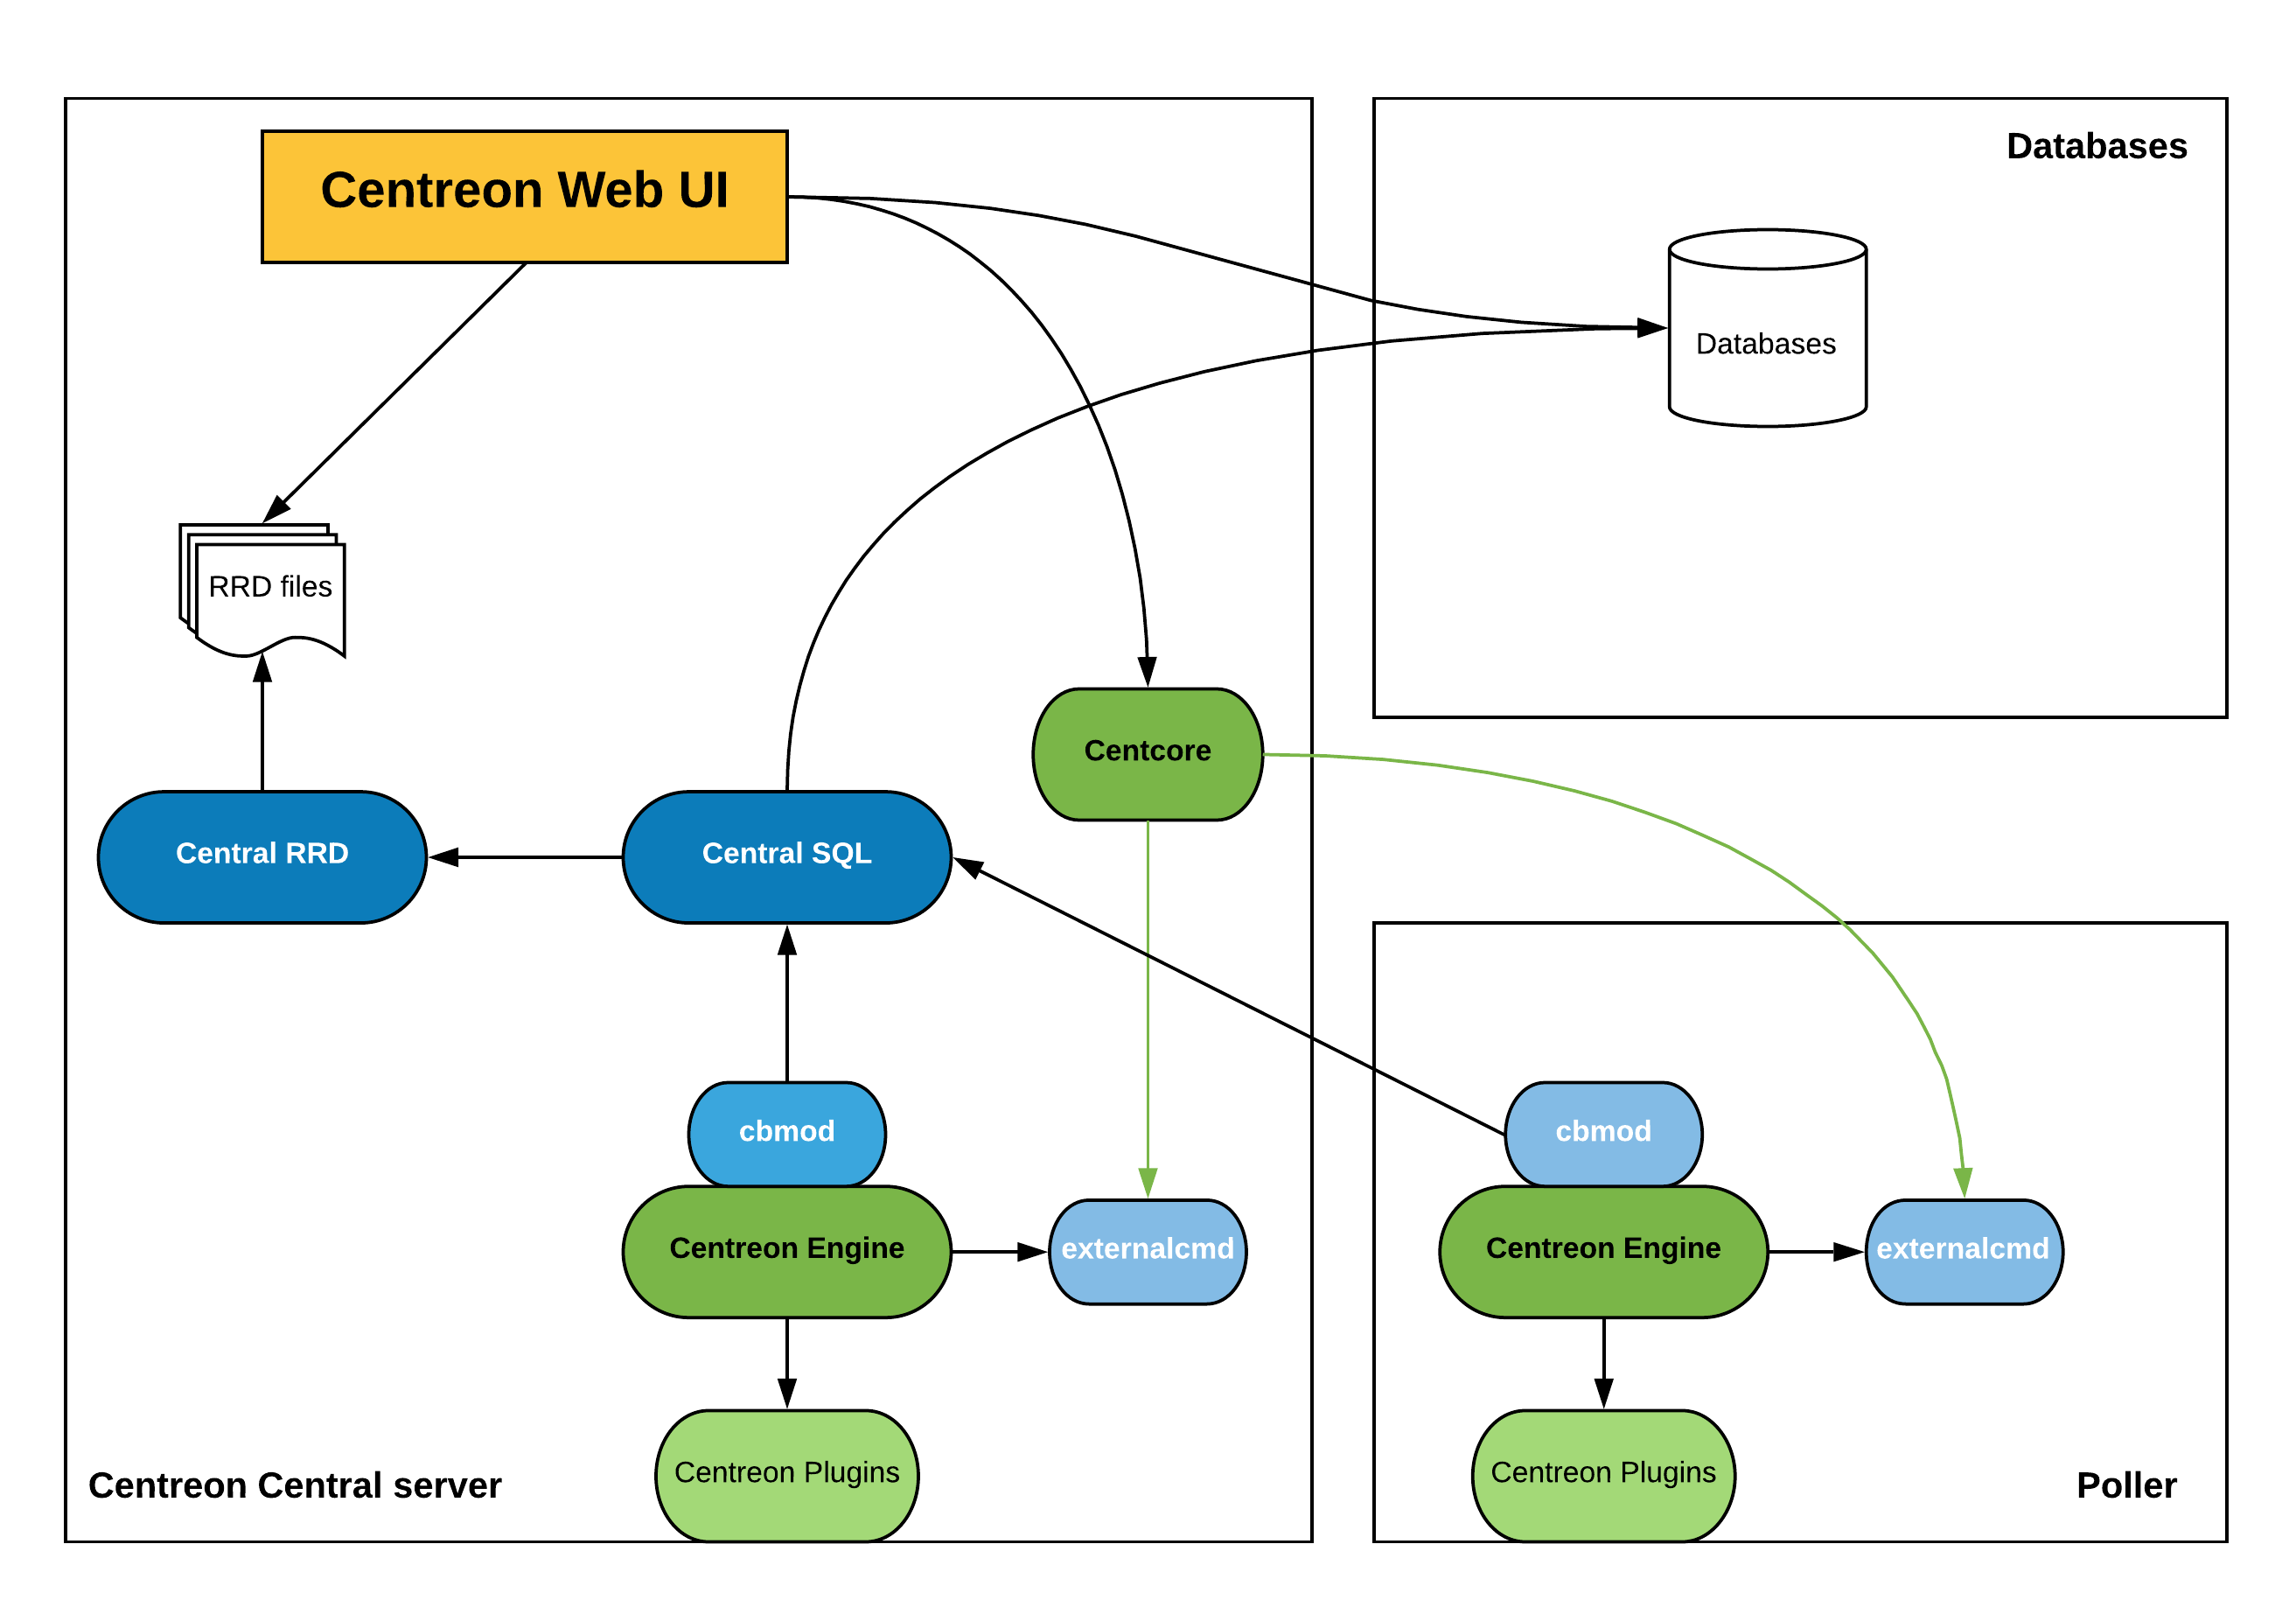 Centreon Web UI
Databases
Databases
RRD files
Centcore
Central RRD
Central SQL
cbmod
cbmod
Centreon Engine
externalcmd
Centreon Engine
externalcmd
Centreon Plugins
Centreon Plugins
Centreon Central server
Poller